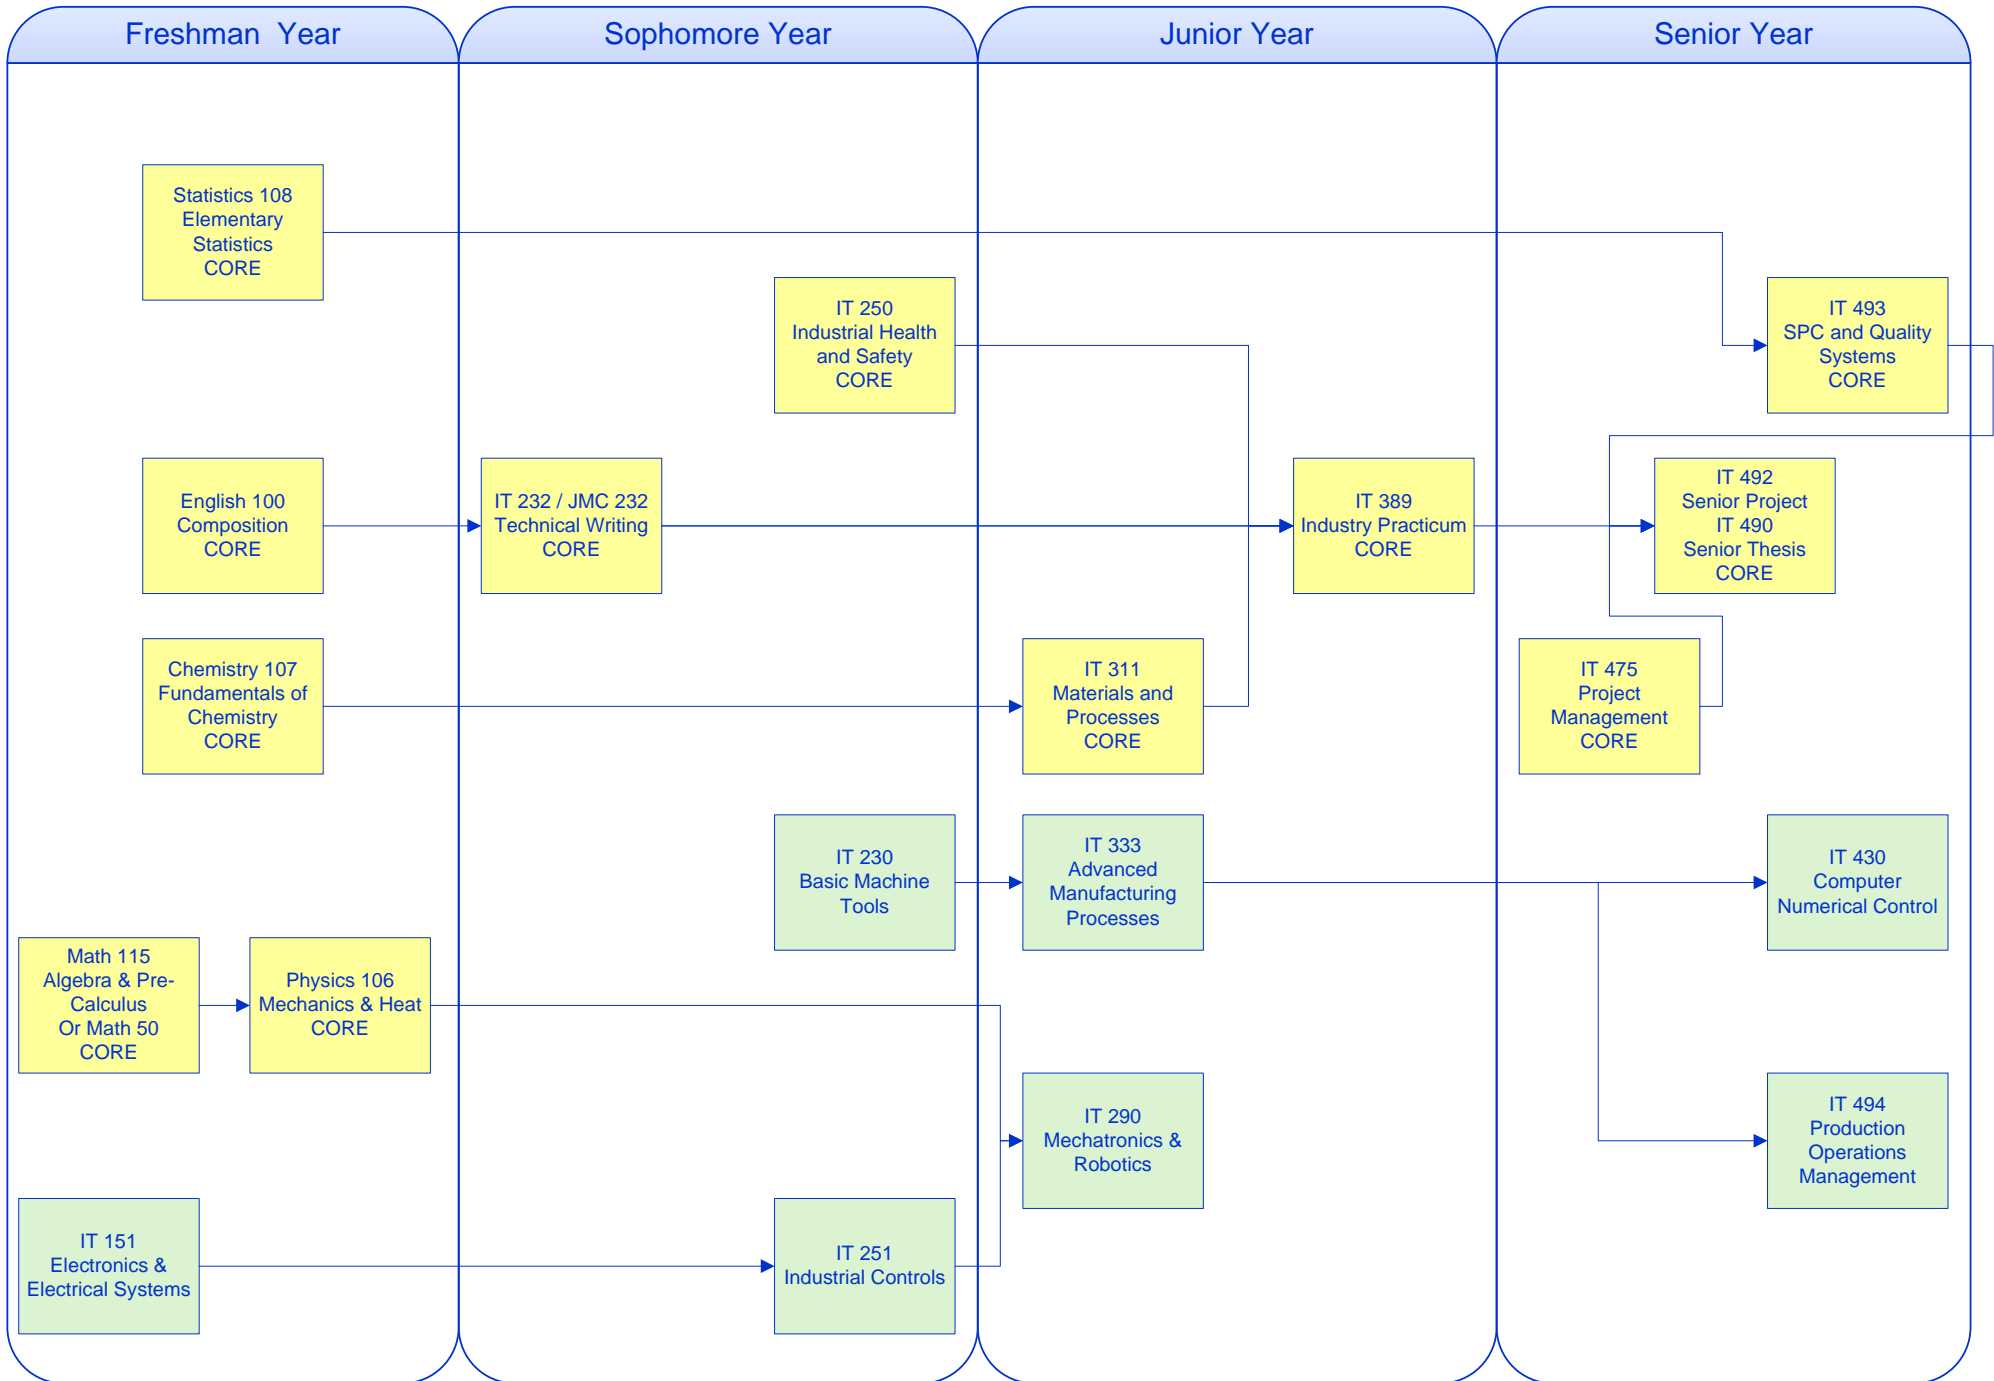 Freshman  Year
Sophomore Year
Junior Year
Senior Year
Statistics 108
Elementary
Statistics
CORE
IT 250
Industrial Health
and Safety
CORE
IT 493
SPC and Quality
Systems
CORE
English 100
Composition
CORE
IT 232 / JMC 232
Technical Writing
CORE
IT 389
Industry Practicum
CORE
IT 492
Senior Project
IT 490
Senior Thesis
CORE
Chemistry 107
Fundamentals of
Chemistry
CORE
IT 311
Materials and
Processes
CORE
IT 475
Project
Management
CORE
IT 230
Basic Machine
Tools
IT 333
Advanced
Manufacturing
Processes
IT 430
Computer
Numerical Control
Math 115
Algebra & Pre-
Calculus
Or Math 50
CORE
Physics 106
Mechanics & Heat
CORE
IT 290
Mechatronics &
Robotics
IT 494
Production
Operations
Management
IT 151
Electronics &
Electrical Systems
IT 251
Industrial Controls